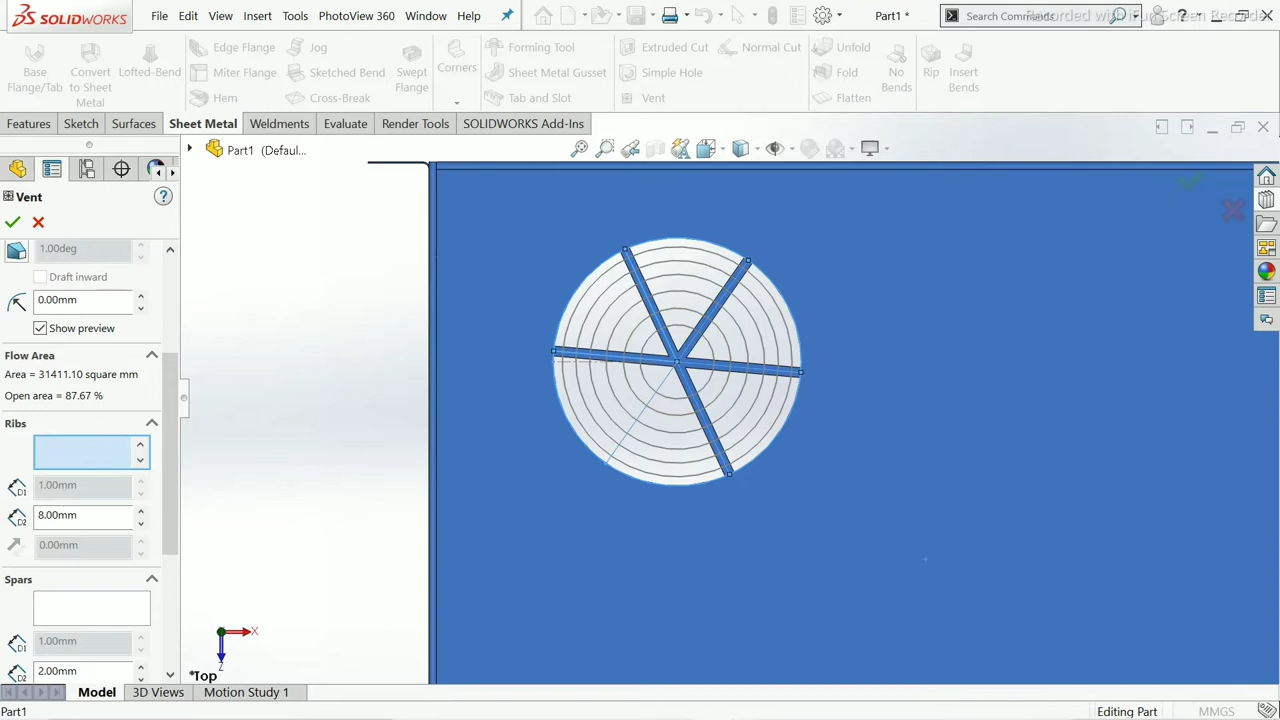 SOLIDWORKS File Edit View Insert Tools PhotoView 360 Window Help Part1 * Search Commands
Base Flange/Tab
Convert to Sheet Metal
Lofted-Bend
Edge Flange
Miter Flange
Hem
Jog
Sketched Bend
Cross-Break
Swept Flange
Corners
Forming Tool
Sheet Metal Gusset
Tab and Slot
Extruded Cut
Simple Hole
Vent
Normal Cut
Unfold
Fold
Flatten
No Bends
Rip
Insert Bends
Features Sketch Surfaces Sheet Metal Weldments Evaluate Render Tools SOLIDWORKS Add-Ins
Part1 (Defaul...
Vent
1.00deg
Draft inward
0.00mm
Show preview
Flow Area
Area = 31411.10 square mm
Open area = 87.67 %
Ribs
D1 1.00mm
D2 8.00mm
0.00mm
Spars
D1 1.00mm
D2 2.00mm
X
Z
*Top
Model 3D Views Motion Study 1
Part1 Editing Part MMGS